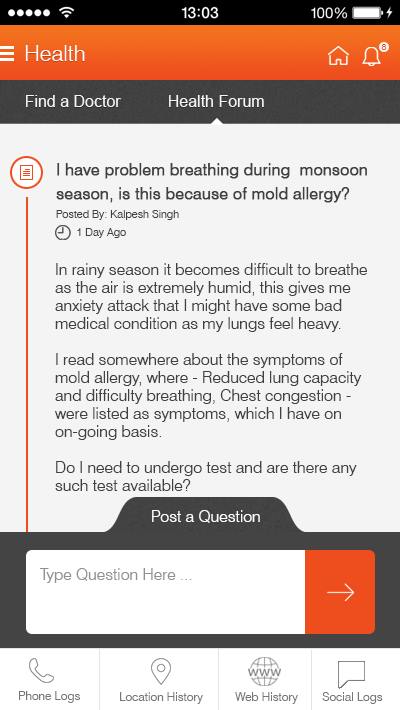 13:03
100%
Health
8
Find a Doctor
Health Forum
I have problem breathing during monsoon
season, is this because of mold allergy?
Posted By: Kalpesh Singh
1 Day Ago
In rainy season it becomes difficult to breathe
as the air is extremely humid, this gives me
anxiety attack that I might have some bad
medical condition as my lungs feel heavy.
I read somewhere about the symptoms of
mold allergy, where - Reduced lung capacity
and difficulty breathing, Chest congestion -
were listed as symptoms, which I have on
on-going basis.
Do I need to undergo test and are there any
such test available?
Post a Question
Type Question Here ...
Phone Logs
Location History
WWW
Web History
Social Logs